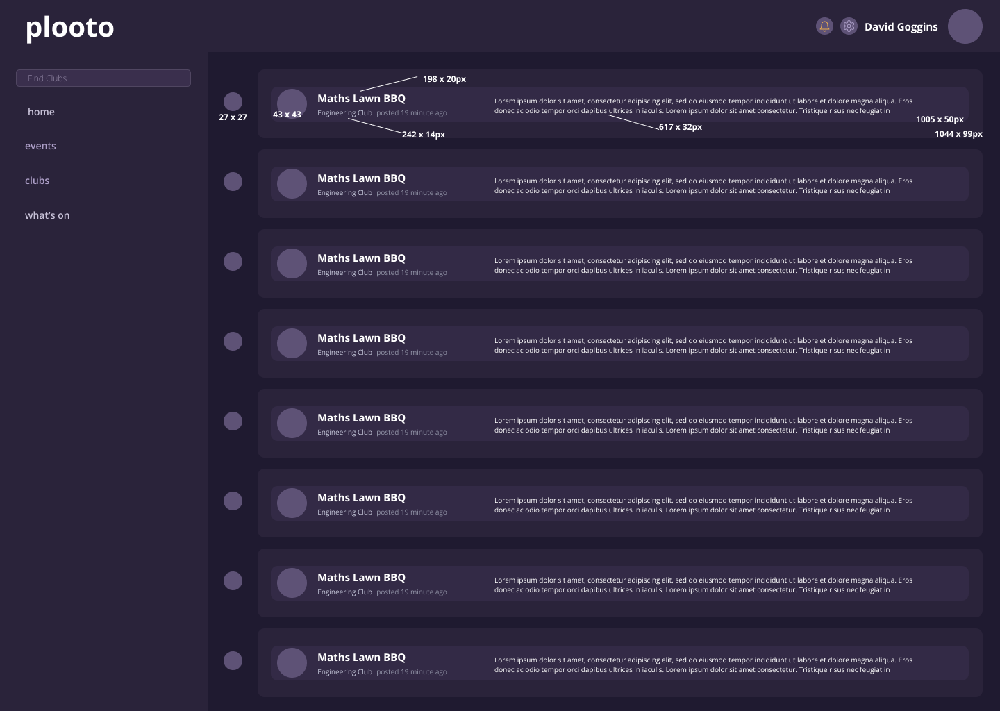 plooto
David Goggins
Find Clubs
home
events
clubs
what's on
27 x 27
198 x 20px
Maths Lawn BBQ
43 x 43
Engineering Club posted 19 minute ago
242 x 14px
Lorem ipsum dolor sit amet, consectetur adipiscing elit, sed do eiusmod tempor incididunt ut labore et dolore magna aliqua. Eros
donec ac odio tempor orci dapibus ultrices in iaculis. Lorem ipsum dolor sit amet consectetur. Tristique risus nec feugiat in
617 x 32px
1005 x 50px
1044 x 99px
Maths Lawn BBQ
Engineering Club posted 19 minute ago
Lorem ipsum dolor sit amet, consectetur adipiscing elit, sed do eiusmod tempor incididunt ut labore et dolore magna aliqua. Eros
donec ac odio tempor orci dapibus ultrices in iaculis. Lorem ipsum dolor sit amet consectetur. Tristique risus nec feugiat in
Maths Lawn BBQ
Engineering Club posted 19 minute ago
Lorem ipsum dolor sit amet, consectetur adipiscing elit, sed do eiusmod tempor incididunt ut labore et dolore magna aliqua. Eros
donec ac odio tempor orci dapibus ultrices in iaculis. Lorem ipsum dolor sit amet consectetur. Tristique risus nec feugiat in
Maths Lawn BBQ
Engineering Club posted 19 minute ago
Lorem ipsum dolor sit amet, consectetur adipiscing elit, sed do eiusmod tempor incididunt ut labore et dolore magna aliqua. Eros
donec ac odio tempor orci dapibus ultrices in iaculis. Lorem ipsum dolor sit amet consectetur. Tristique risus nec feugiat in
Maths Lawn BBQ
Engineering Club posted 19 minute ago
Lorem ipsum dolor sit amet, consectetur adipiscing elit, sed do eiusmod tempor incididunt ut labore et dolore magna aliqua. Eros
donec ac odio tempor orci dapibus ultrices in iaculis. Lorem ipsum dolor sit amet consectetur. Tristique risus nec feugiat in
Maths Lawn BBQ
Engineering Club posted 19 minute ago
Lorem ipsum dolor sit amet, consectetur adipiscing elit, sed do eiusmod tempor incididunt ut labore et dolore magna aliqua. Eros
donec ac odio tempor orci dapibus ultrices in iaculis. Lorem ipsum dolor sit amet consectetur. Tristique risus nec feugiat in
Maths Lawn BBQ
Engineering Club posted 19 minute ago
Lorem ipsum dolor sit amet, consectetur adipiscing elit, sed do eiusmod tempor incididunt ut labore et dolore magna aliqua. Eros
donec ac odio tempor orci dapibus ultrices in iaculis. Lorem ipsum dolor sit amet consectetur. Tristique risus nec feugiat in
Maths Lawn BBQ
Engineering Club posted 19 minute ago
Lorem ipsum dolor sit amet, consectetur adipiscing elit, sed do eiusmod tempor incididunt ut labore et dolore magna aliqua. Eros
donec ac odio tempor orci dapibus ultrices in iaculis. Lorem ipsum dolor sit amet consectetur. Tristique risus nec feugiat in